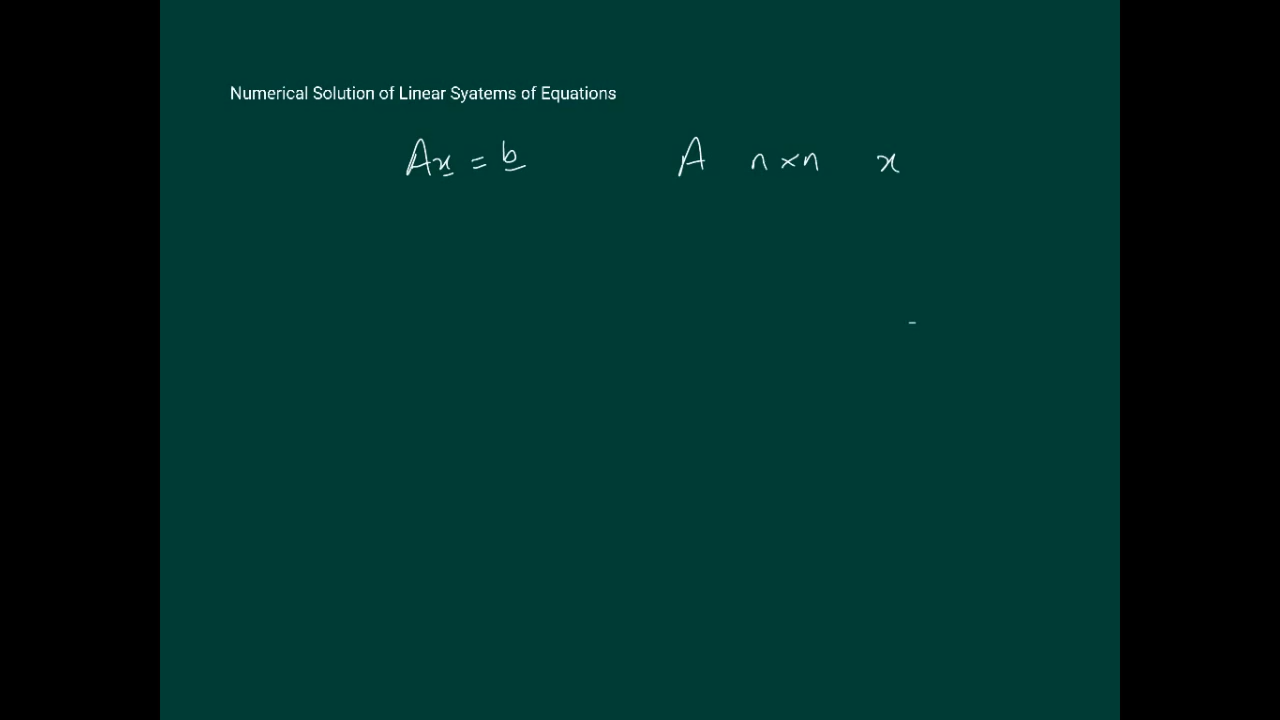 Numerical Solution of Linear Syatems of Equations
Ax = b A n×n x